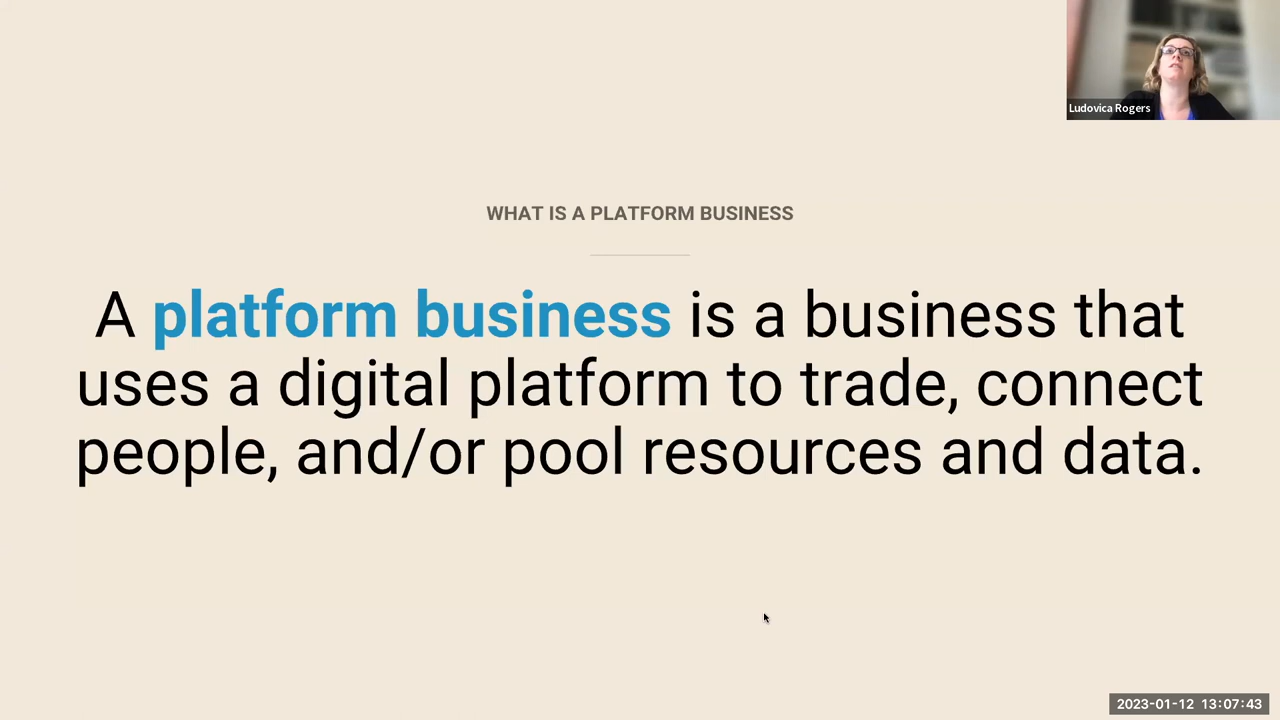 Ludovica Rogers
WHAT IS A PLATFORM BUSINESS
A platform business is a business that
uses a digital platform to trade, connect
people, and/or pool resources and data.
2023-01-12 13:07:43